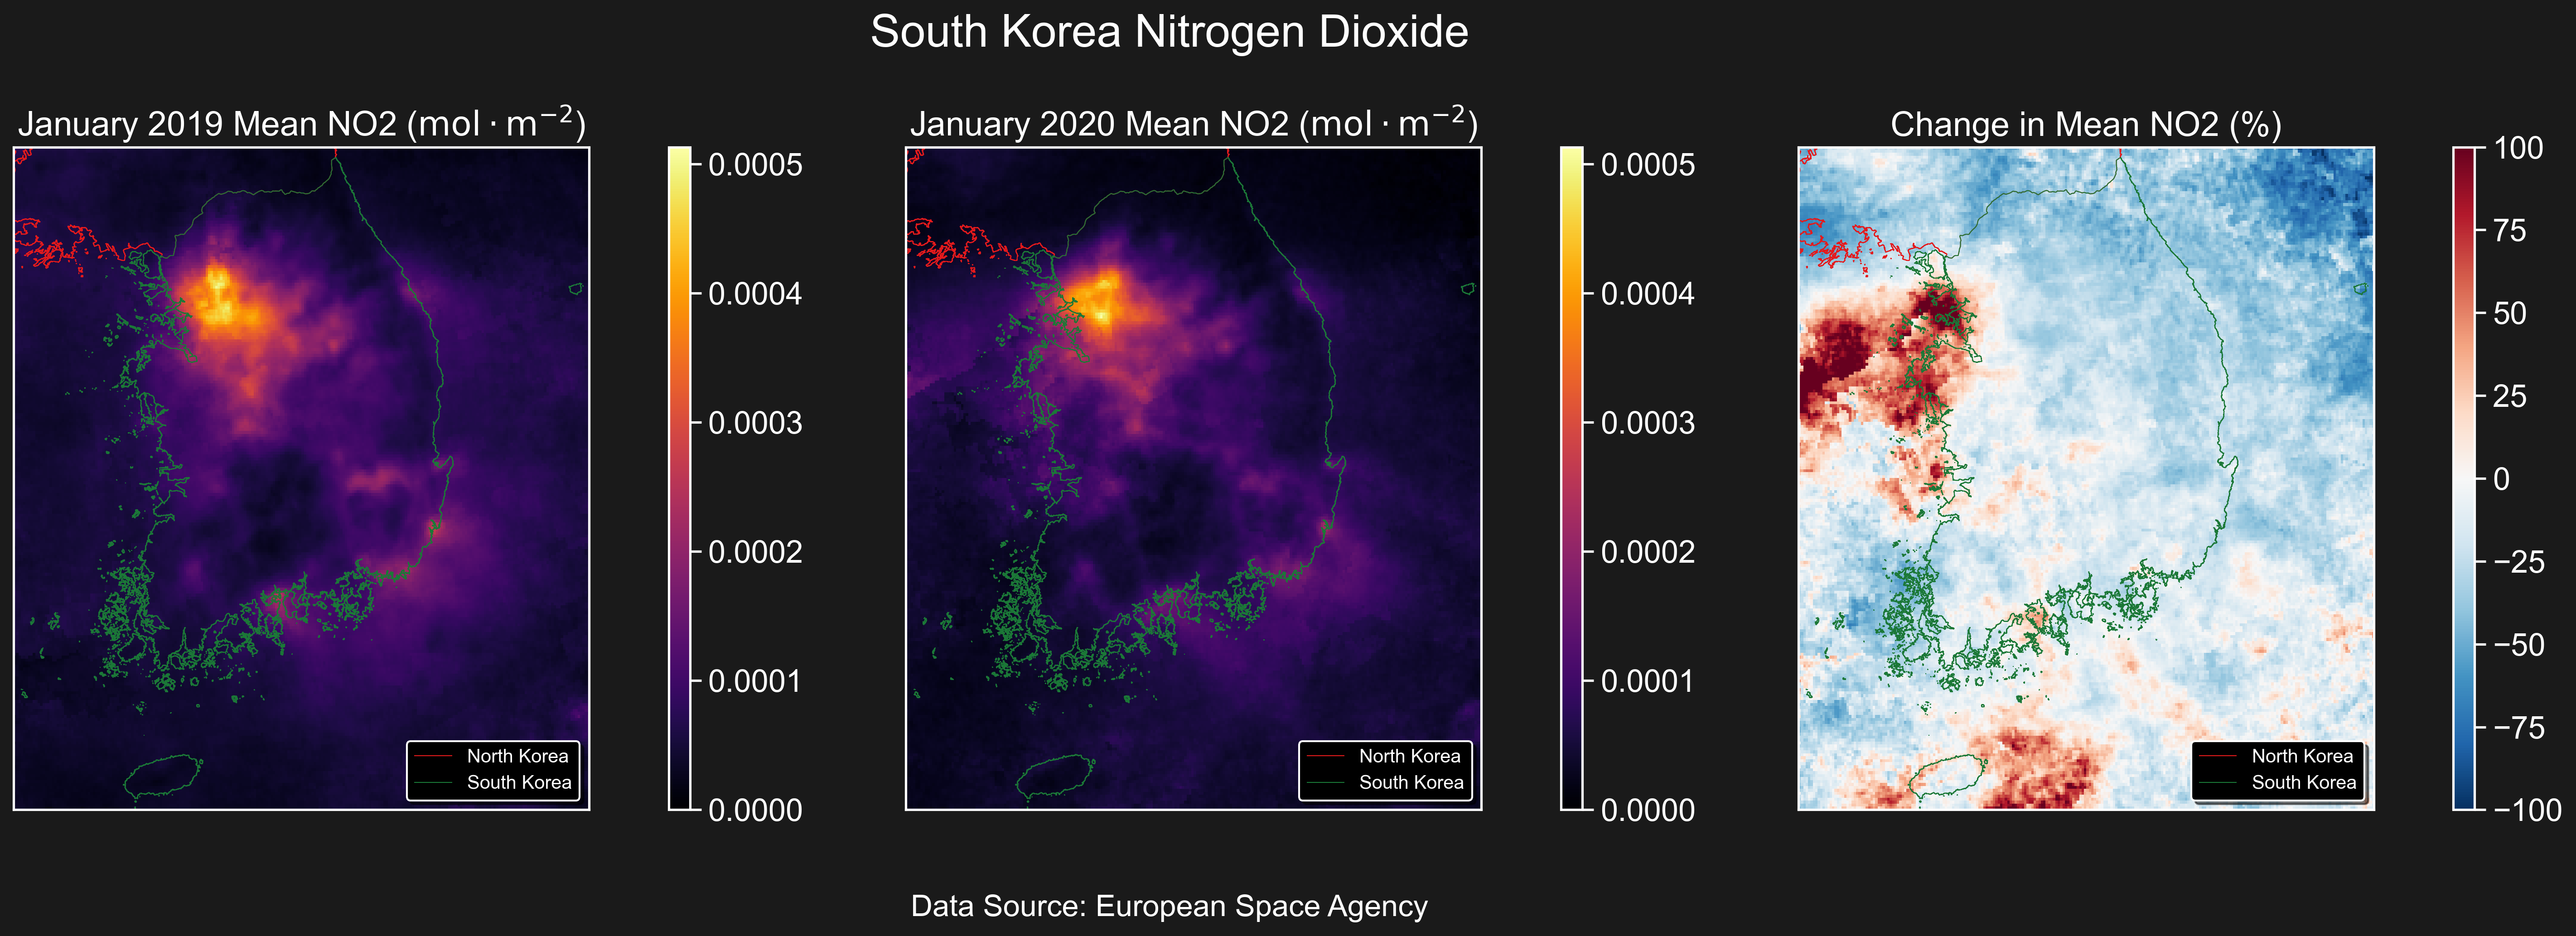 South Korea Nitrogen Dioxide
January 2019 Mean NO2 (mol · m⁻²)
0.0005
0.0004
0.0003
0.0002
0.0001
0.0000
North Korea
South Korea
January 2020 Mean NO2 (mol · m⁻²)
0.0005
0.0004
0.0003
0.0002
0.0001
0.0000
North Korea
South Korea
Change in Mean NO2 (%)
100
75
50
25
0
−25
−50
−75
−100
North Korea
South Korea
Data Source: European Space Agency